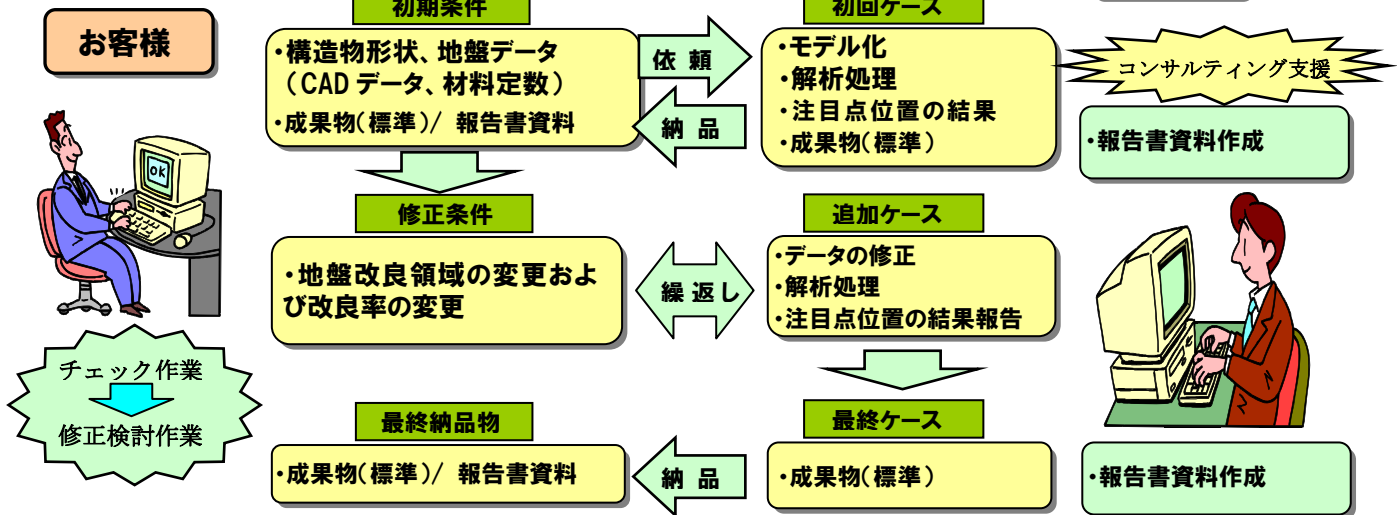 初期条件
初回ケース
お客様
・構造物形状、地盤データ
（CADデータ、材料定数）
・成果物（標準）/ 報告書資料
依 頼
納 品
・モデル化
・解析処理
・注目点位置の結果
・成果物（標準）
コンサルティング支援
・報告書資料作成
OK
修正条件
追加ケース
・地盤改良領域の変更およ
び改良率の変更
繰返し
・データの修正
・解析処理
・注目点位置の結果報告
チェック作業
修正検討作業
最終納品物
最終ケース
・成果物（標準）/ 報告書資料
納 品
・成果物（標準）
・報告書資料作成